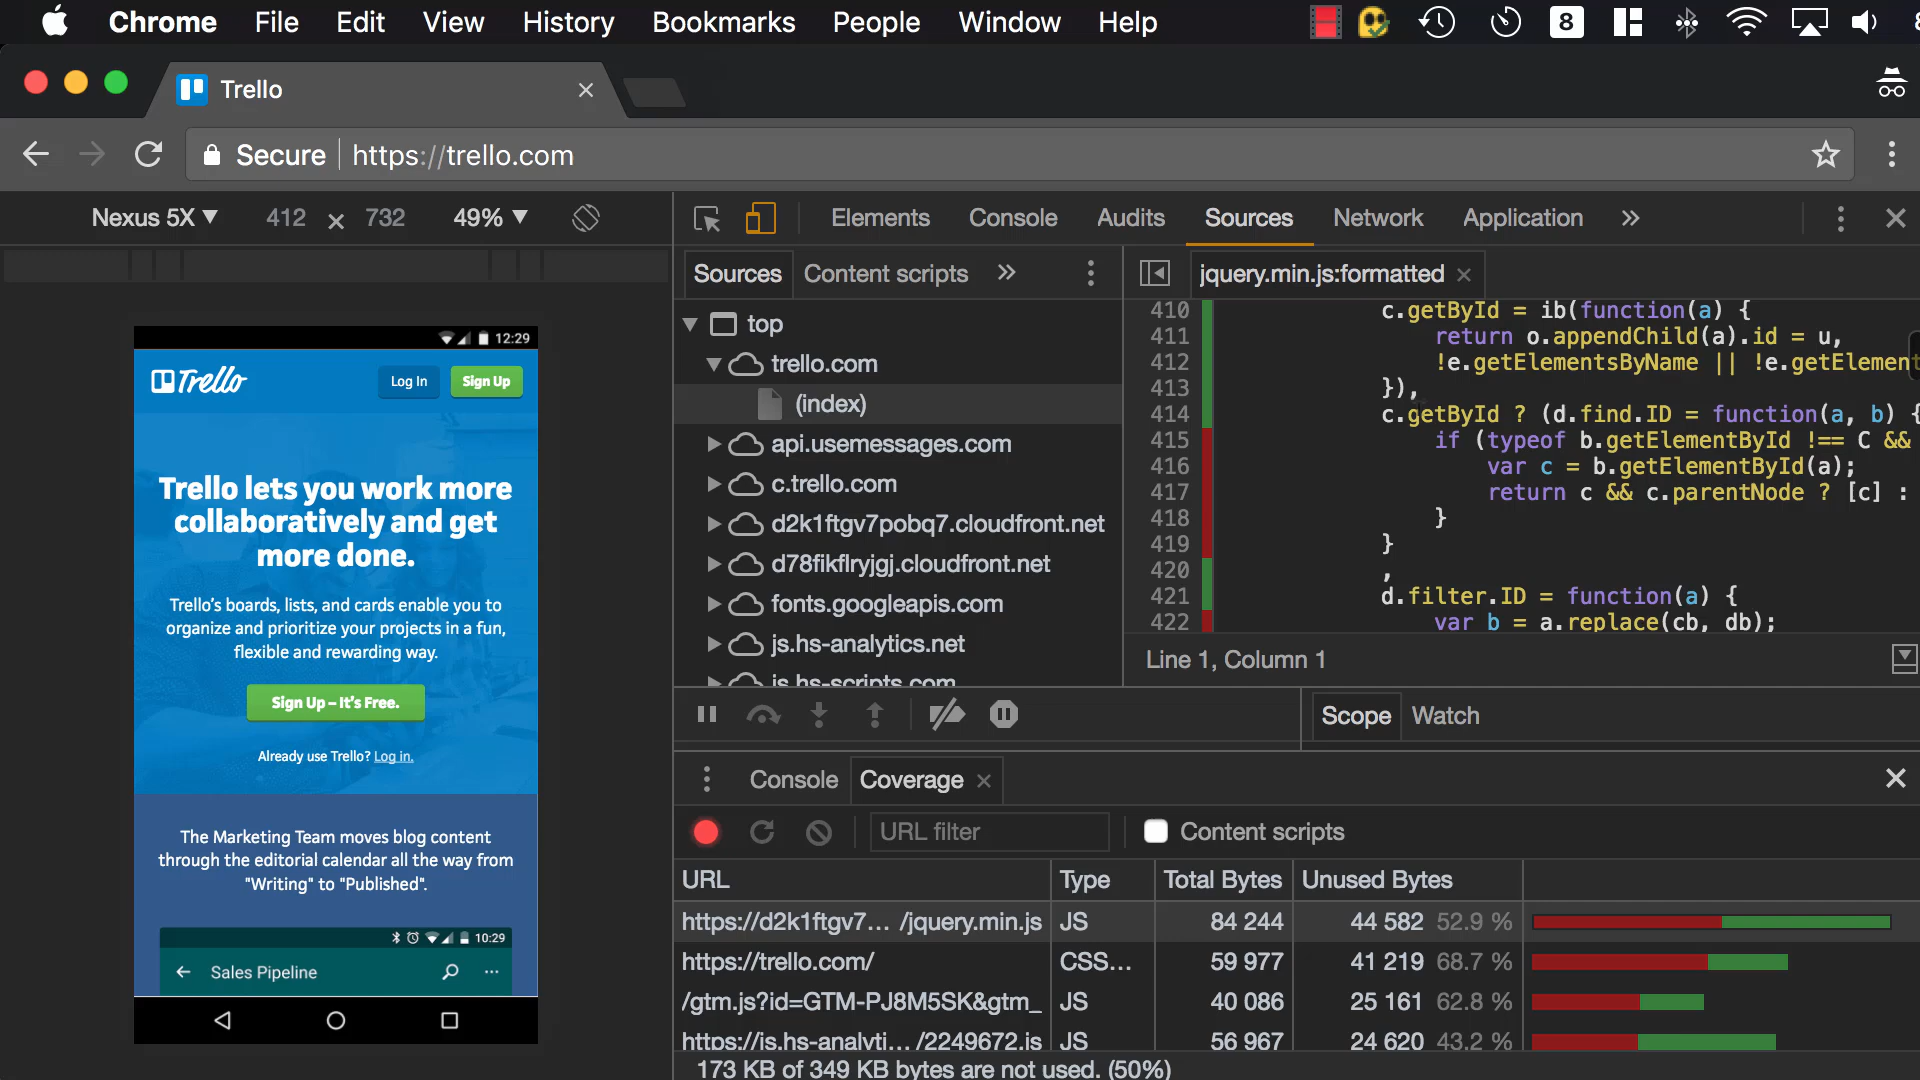 Chrome File Edit View History Bookmarks People Window Help 8
Trello
Secure https://trello.com
Nexus 5X ▼ 412 × 732 49% ▼
Elements Console Audits Sources Network Application »
Sources Content scripts »
jquery.min.js:formatted ×
top
trello.com
(index)
api.usemessages.com
c.trello.com
d2k1ftgv7pobq7.cloudfront.net
d78fikflryjgj.cloudfront.net
fonts.googleapis.com
js.hs-analytics.net
js.hs-scripts.com
410 c.getById = ib(function(a) {
411 return o.appendChild(a).id = u,
412 !e.getElementsByName || !e.getElement
413 }),
414 c.getById ? (d.find.ID = function(a, b) {
415 if (typeof b.getElementById !== C &&
416 var c = b.getElementById(a);
417 return c && c.parentNode ? [c] :
418 }
419 }
420 ,
421 d.filter.ID = function(a) {
422 var b = a.replace(cb, db);
Line 1, Column 1
Scope Watch
Console Coverage ×
URL filter Content scripts
URL Type Total Bytes Unused Bytes
https://d2k1ftgv7... /jquery.min.js JS 84 244 44 582 52.9 %
https://trello.com/ CSS... 59 977 41 219 68.7 %
/gtm.js?id=GTM-PJ8M5SK&gtm_ JS 40 086 25 161 62.8 %
https://js.hs-analyti... /2249672.js JS 56 967 24 620 43.2 %
173 KB of 349 KB bytes are not used. (50%)
12:29
Trello Log In Sign Up
Trello lets you work more
collaboratively and get
more done.
Trello's boards, lists, and cards enable you to
organize and prioritize your projects in a fun,
flexible and rewarding way.
Sign Up – It's Free.
Already use Trello? Log in.
The Marketing Team moves blog content
through the editorial calendar all the way from
"Writing" to "Published".
10:29
Sales Pipeline